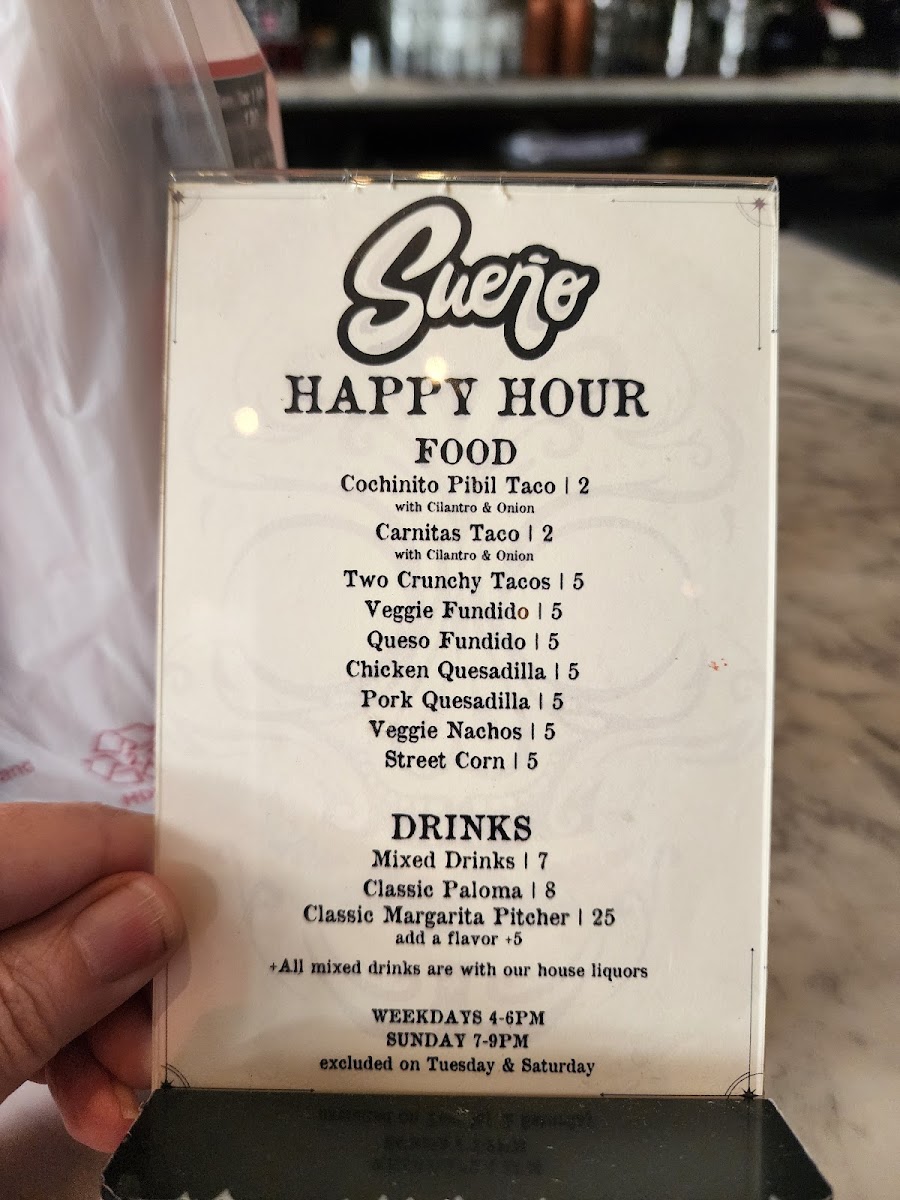 Sueño
HAPPY HOUR
FOOD
Cochinito Pibil Taco | 2
with Cilantro & Onion
Carnitas Taco | 2
with Cilantro & Onion
Two Crunchy Tacos | 5
Veggie Fundido | 5
Queso Fundido | 5
Chicken Quesadilla | 5
Pork Quesadilla | 5
Veggie Nachos | 5
Street Corn | 5
DRINKS
Mixed Drinks | 7
Classic Paloma | 8
Classic Margarita Pitcher | 25
add a flavor +5
+All mixed drinks are with our house liquors
WEEKDAYS 4-6PM
SUNDAY 7-9PM
excluded on Tuesday & Saturday